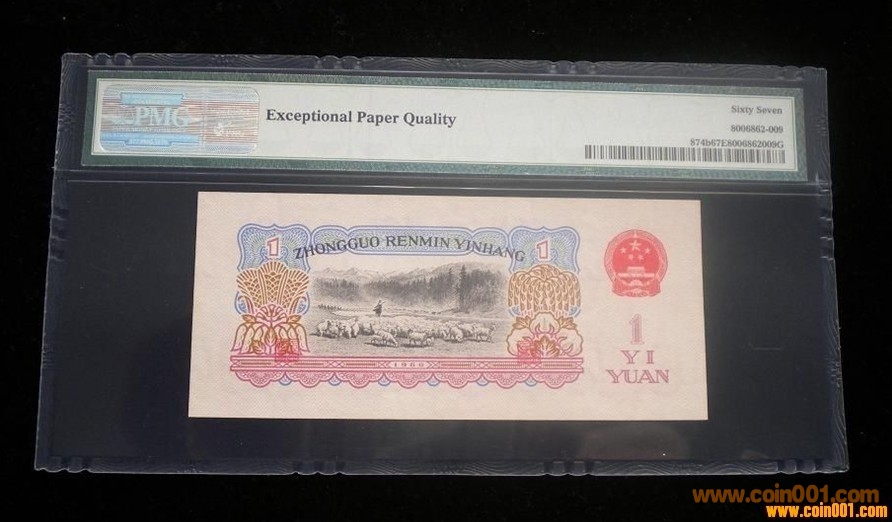 PMG
Exceptional Paper Quality
Sixty Seven
8006862-009
874b67E8006862009G
ZHONGGUO RENMIN YINHANG
1
1
1960
1
YI
YUAN
www.coin001.com
www.coin001.com